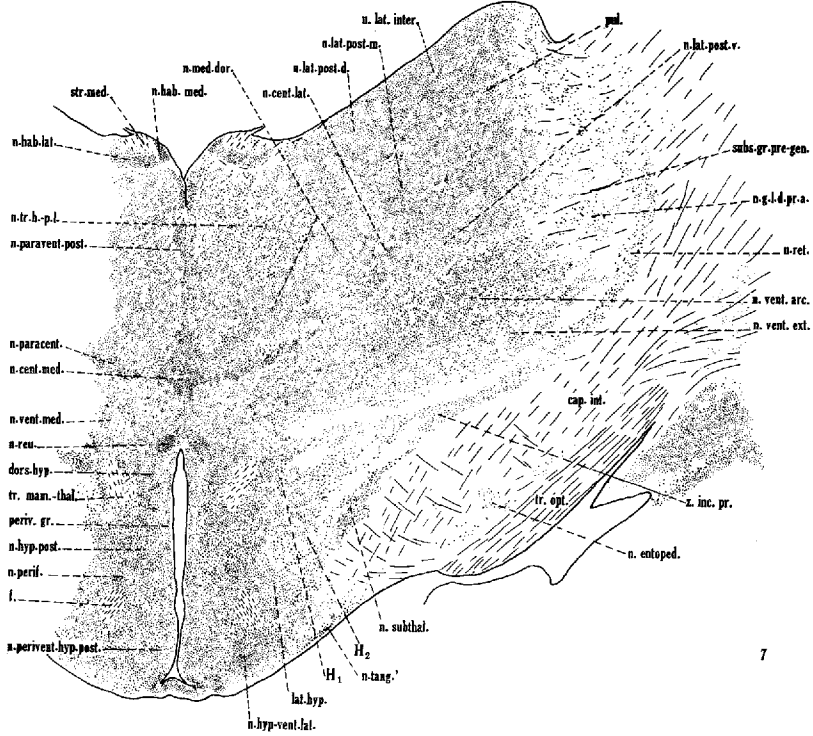 n. lat. inter.
pul.
n.lat.post.m.
n.lat.post.v.
n.med.dor.
n.lat.post.d.
n.cent.lat.
str.med.
n.hab. med.
n-hab-lat.
subs-gr.pre-gen.
n-g-l-d-pr-a.
n-tr.h.-p.l.
n.paravent.post.
n-ret.
n. vent. arc.
n. vent. ext.
n-paracent.
n-cent-med.
cap. int.
n.vent-med.
n-reu.
dors-hyp.
tr. mam.-thal.
tr. opt.
z. inc. pr.
periv. gr.
n-hyp-post.
n. entoped.
n-perif.
f.
n. subthal.
n-perivent-hyp.post.
H₂
7
H₁
n-tang.'
lat.hyp.
n.hyp-vent.lat.